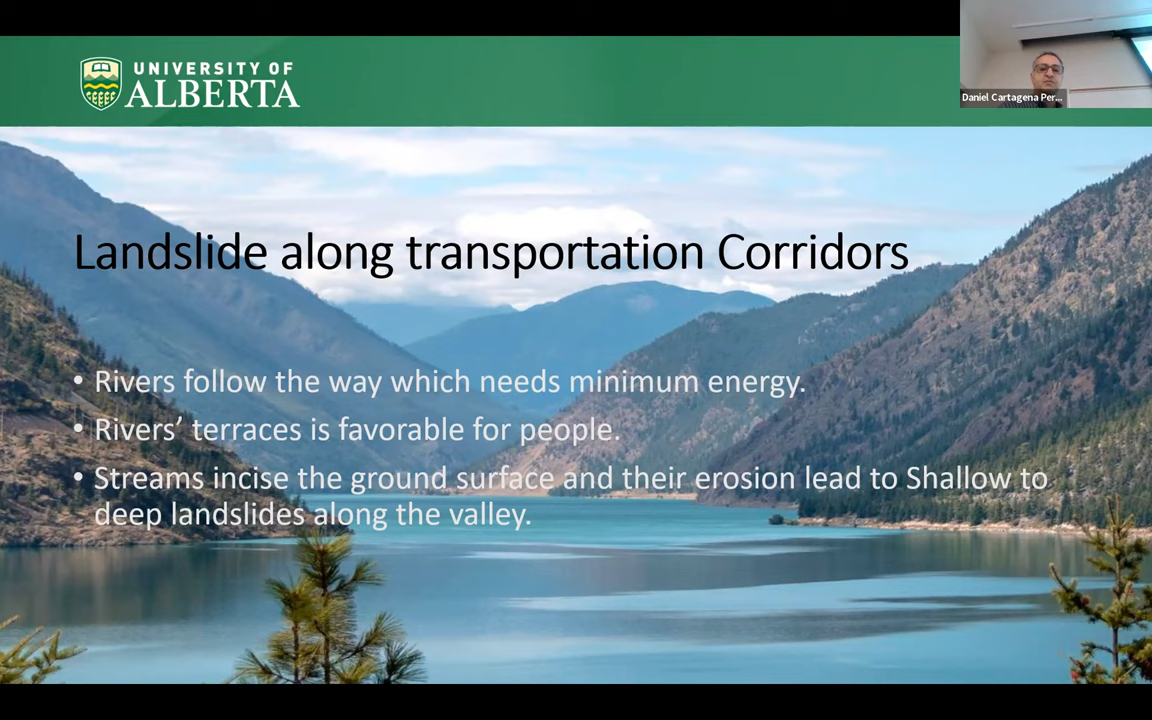 UNIVERSITY OF
ALBERTA
Daniel Cartagena Per...
Landslide along transportation Corridors
• Rivers follow the way which needs minimum energy.
• Rivers’ terraces is favorable for people.
• Streams incise the ground surface and their erosion lead to Shallow to
deep landslides along the valley.